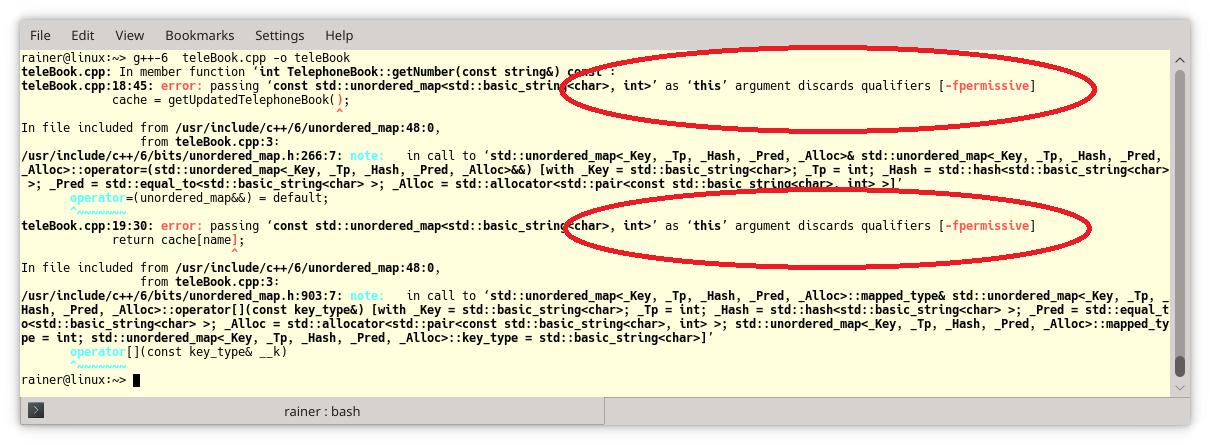 File Edit View Bookmarks Settings Help
rainer@linux:~> g++-6  teleBook.cpp -o teleBook
teleBook.cpp: In member function ‘int TelephoneBook::getNumber(const string&) const’:
teleBook.cpp:18:45: error: passing ‘const std::unordered_map<std::basic_string<char>, int>’ as ‘this’ argument discards qualifiers [-fpermissive]
cache = getUpdatedTelephoneBook();
^
In file included from /usr/include/c++/6/unordered_map:48:0,
from teleBook.cpp:3:
/usr/include/c++/6/bits/unordered_map.h:266:7: note:   in call to ‘std::unordered_map<_Key, _Tp, _Hash, _Pred, _Alloc>& std::unordered_map<_Key, _Tp, _Hash, _Pred,
_Alloc>::operator=(std::unordered_map<_Key, _Tp, _Hash, _Pred, _Alloc>&&) [with _Key = std::basic_string<char>; _Tp = int; _Hash = std::hash<std::basic_string<char>
>; _Pred = std::equal_to<std::basic_string<char> >; _Alloc = std::allocator<std::pair<const std::basic_string<char>, int> >]’
operator=(unordered_map&&) = default;
^~~~~~~~
teleBook.cpp:19:30: error: passing ‘const std::unordered_map<std::basic_string<char>, int>’ as ‘this’ argument discards qualifiers [-fpermissive]
return cache[name];
^
In file included from /usr/include/c++/6/unordered_map:48:0,
from teleBook.cpp:3:
/usr/include/c++/6/bits/unordered_map.h:903:7: note:   in call to ‘std::unordered_map<_Key, _Tp, _Hash, _Pred, _Alloc>::mapped_type& std::unordered_map<_Key, _Tp, _
Hash, _Pred, _Alloc>::operator[](const key_type&) [with _Key = std::basic_string<char>; _Tp = int; _Hash = std::hash<std::basic_string<char> >; _Pred = std::equal_t
o<std::basic_string<char> >; _Alloc = std::allocator<std::pair<const std::basic_string<char>, int> >; std::unordered_map<_Key, _Tp, _Hash, _Pred, _Alloc>::mapped_ty
pe = int; std::unordered_map<_Key, _Tp, _Hash, _Pred, _Alloc>::key_type = std::basic_string<char>]’
operator[](const key_type& __k)
^~~~~~~~
rainer@linux:~>
rainer : bash